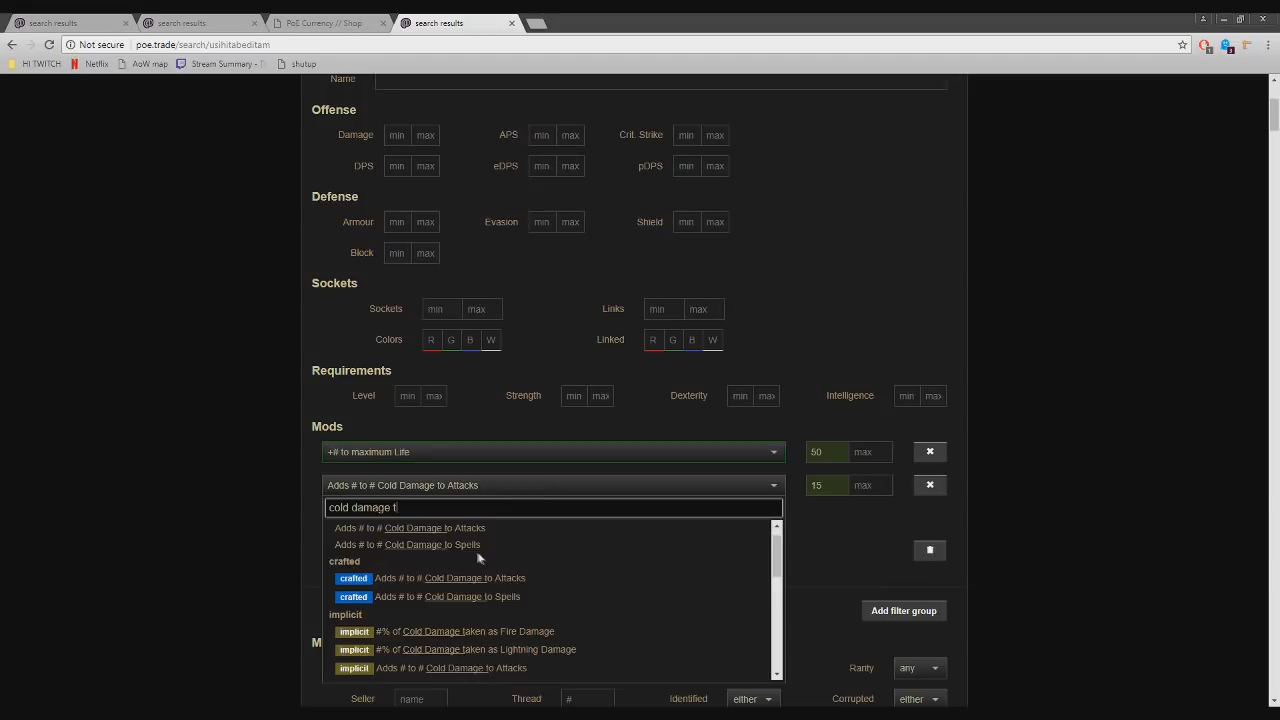 search results × search results × PoE Currency // Shop × search results ×
Not secure | poe.trade/search/usihitabeditam
HI TWITCH Netflix AoW map Stream Summary - shutup
Name
Offense
Damage min max APS min max Crit. Strike min max
DPS min max eDPS min max pDPS min max
Defense
Armour min max Evasion min max Shield min max
Block min max
Sockets
Sockets min max Links min max
Colors R G B W Linked R G B W
Requirements
Level min max Strength min max Dexterity min max Intelligence min max
Mods
+# to maximum Life 50 max ×
Adds # to # Cold Damage to Attacks 15 max ×
cold damage t
Adds # to # Cold Damage to Attacks
Adds # to # Cold Damage to Spells
crafted
crafted Adds # to # Cold Damage to Attacks
crafted Adds # to # Cold Damage to Spells
Add filter group
implicit
implicit #% of Cold Damage taken as Fire Damage
implicit #% of Cold Damage taken as Lightning Damage
implicit Adds # to # Cold Damage to Attacks
Rarity any
Seller name Thread # Identified either Corrupted either